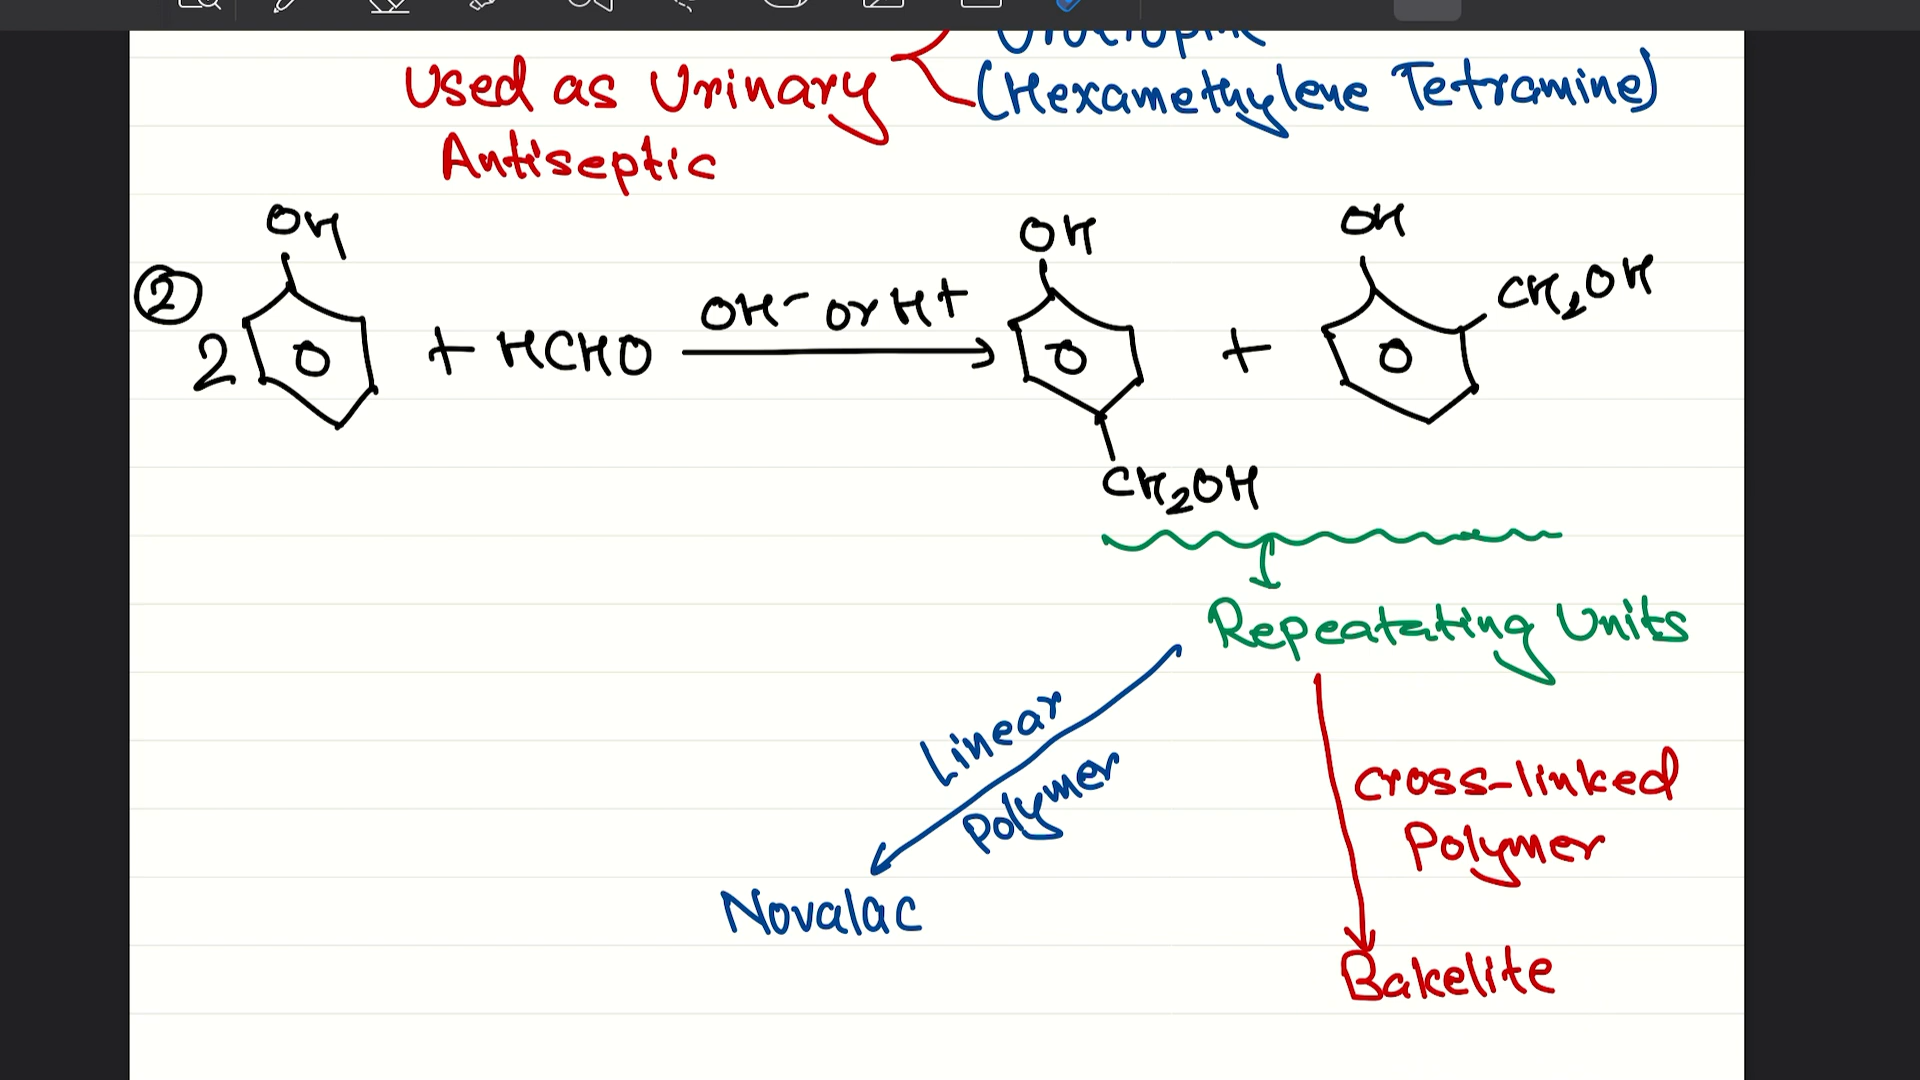 Used as Urinary
(Hexamethylene Tetramine)
Antiseptic
OH
OH
OH
②
CH₂OH
2
+ HCHO
OH⁻ or H+
+
CH₂OH
Repeatating Units
Linear
Polymer
Cross-linked
Polymer
Novalac
Bakelite